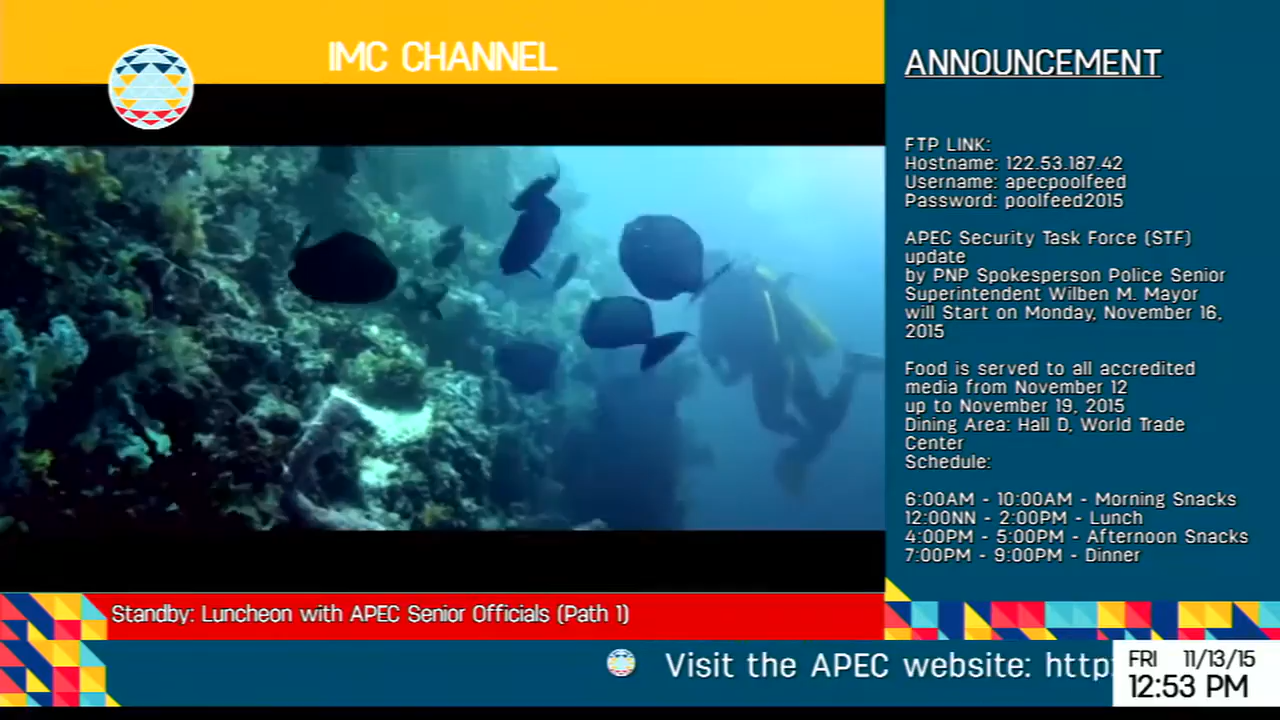 IMC CHANNEL
ANNOUNCEMENT
FTP LINK:
Hostname: 122.53.187.42
Username: apecpoolfeed
Password: poolfeed2015
APEC Security Task Force (STF)
update
by PNP Spokesperson Police Senior
Superintendent Wilben M. Mayor
will Start on Monday, November 16,
2015
Food is served to all accredited
media from November 12
up to November 19, 2015
Dining Area: Hall D, World Trade
Center
Schedule:
6:00AM - 10:00AM - Morning Snacks
12:00NN - 2:00PM - Lunch
4:00PM - 5:00PM - Afternoon Snacks
7:00PM - 9:00PM - Dinner
Standby: Luncheon with APEC Senior Officials (Path 1)
Visit the APEC website: http:
FRI 11/13/15
12:53 PM